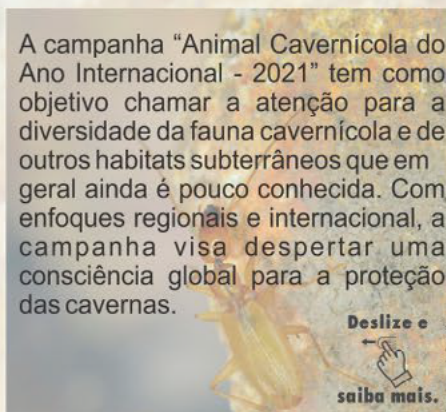 A campanha “Animal Cavernícola do
Ano Internacional - 2021” tem como
objetivo chamar a atenção para a
diversidade da fauna cavernícola e de
outros habitats subterrâneos que em
geral ainda é pouco conhecida. Com
enfoques regionais e internacional, a
campanha visa despertar uma
consciência global para a proteção
das cavernas.
Deslize e
saiba mais.